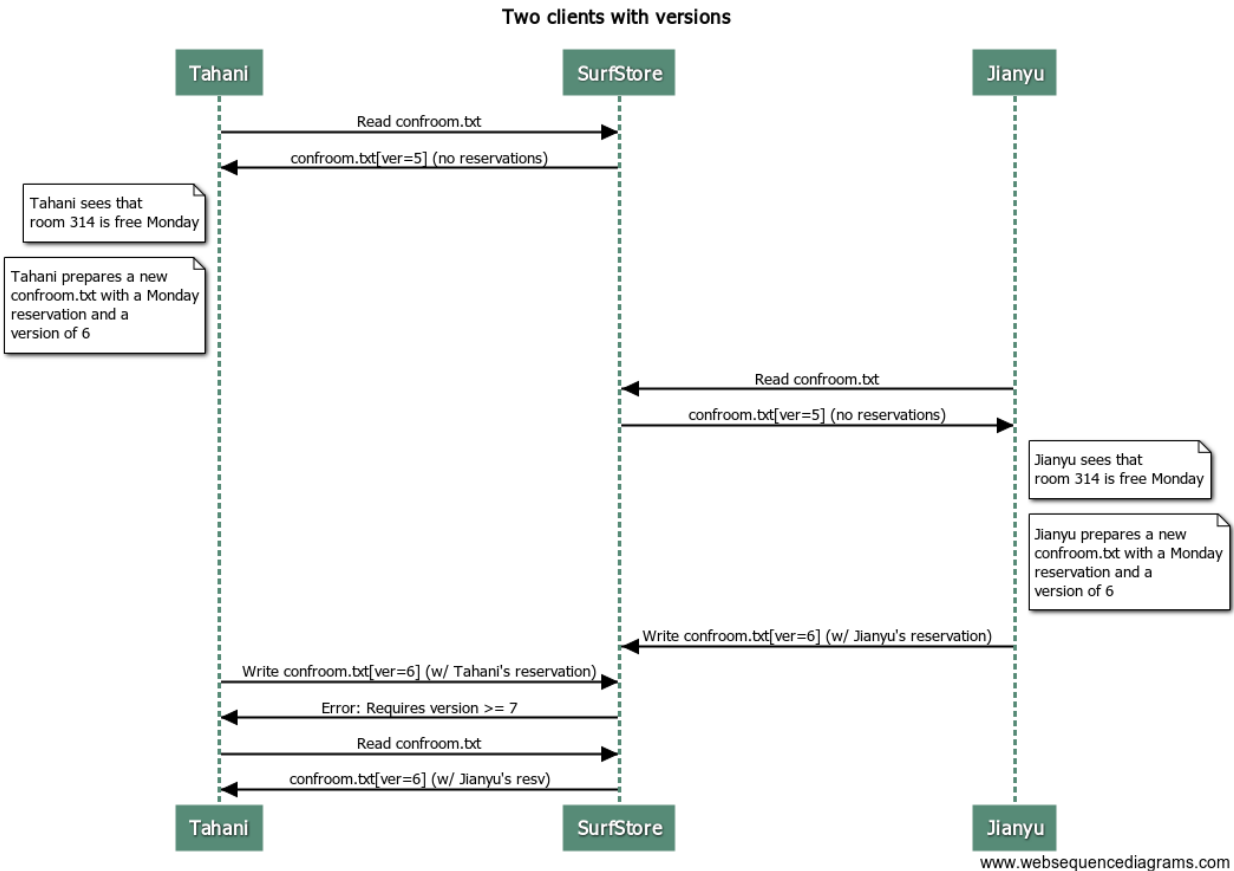 Two clients with versions
Tahani
SurfStore
Jianyu
Read confroom.txt
confroom.txt[ver=5] (no reservations)
Tahani sees that
room 314 is free Monday
Tahani prepares a new
confroom.txt with a Monday
reservation and a
version of 6
Read confroom.txt
confroom.txt[ver=5] (no reservations)
Jianyu sees that
room 314 is free Monday
Jianyu prepares a new
confroom.txt with a Monday
reservation and a
version of 6
Write confroom.txt[ver=6] (w/ Jianyu's reservation)
Write confroom.txt[ver=6] (w/ Tahani's reservation)
Error: Requires version >= 7
Read confroom.txt
confroom.txt[ver=6] (w/ Jianyu's resv)
Tahani
SurfStore
Jianyu
www.websequencediagrams.com